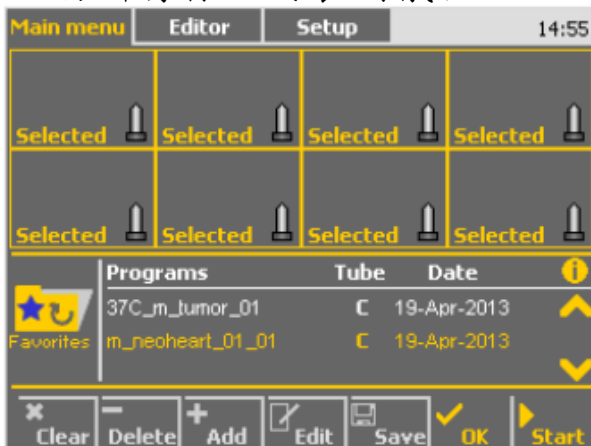 Main menu Editor Setup 14:55
Selected Selected Selected Selected
Selected Selected Selected Selected
Programs Tube Date
37C_m_tumor_01 C 19-Apr-2013
Favorites m_neoheart_01_01 C 19-Apr-2013
Clear Delete Add Edit Save OK Start